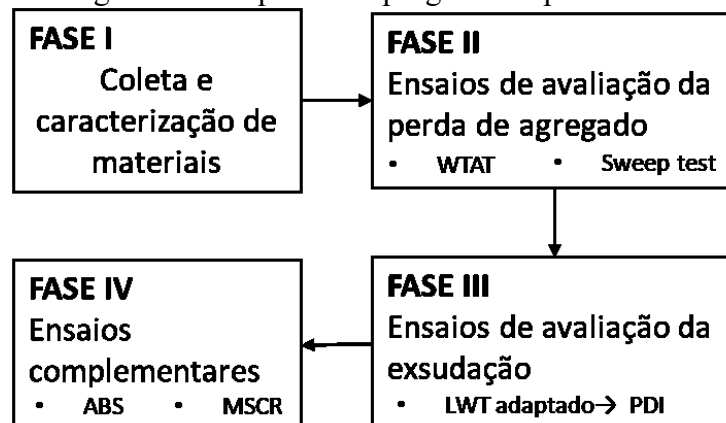 FASE I
Coleta e
caracterização de
materiais
FASE II
Ensaios de avaliação da
perda de agregado
• WTAT • Sweep test
FASE III
Ensaios de avaliação da
exsudação
• LWT adaptado→ PDI
FASE IV
Ensaios
complementares
• ABS • MSCR